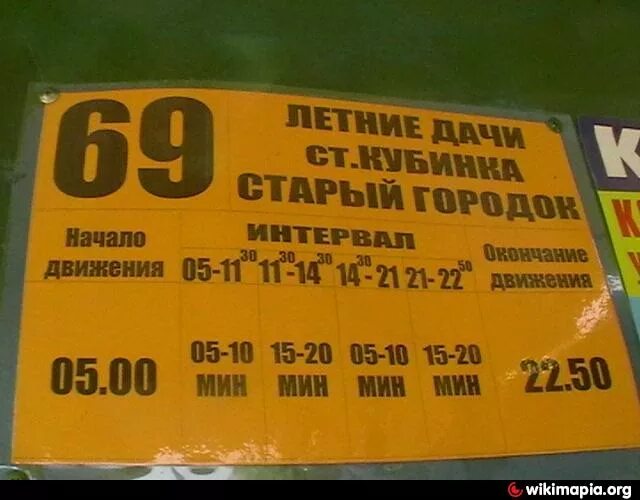 69
ЛЕТНИЕ ДАЧИ
СТ.КУБИНКА
СТАРЫЙ ГОРОДОК
Начало движения
ИНТЕРВАЛ
Окончание движения
05-11³⁰ 11³⁰-14³⁰ 14³⁰-21 21-22⁵⁰
05.00
05-10 МИН
15-20 МИН
05-10 МИН
15-20 МИН
22.50
wikimapia.org